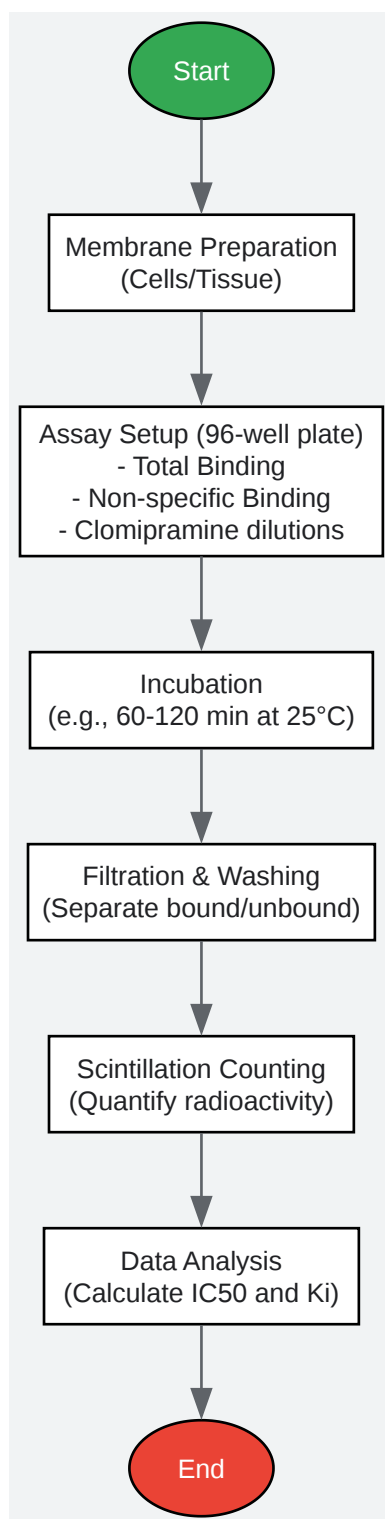 Start
Membrane Preparation
(Cells/Tissue)
Assay Setup (96-well plate)
- Total Binding
- Non-specific Binding
- Clomipramine dilutions
Incubation
(e.g., 60-120 min at 25°C)
Filtration & Washing
(Separate bound/unbound)
Scintillation Counting
(Quantify radioactivity)
Data Analysis
(Calculate IC50 and Ki)
End